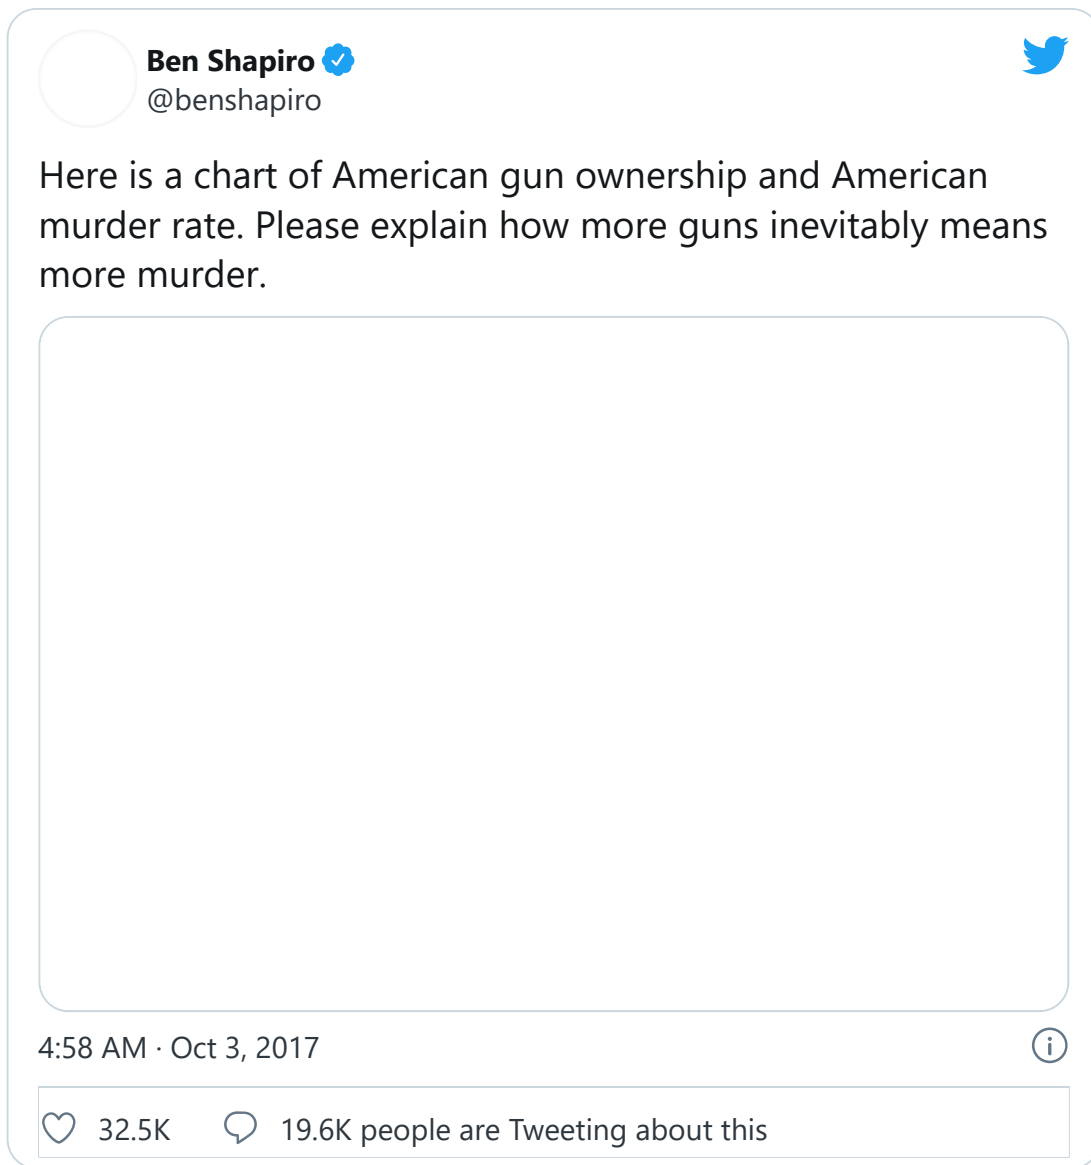 Ben Shapiro
@benshapiro
Here is a chart of American gun ownership and American
murder rate. Please explain how more guns inevitably means
more murder.
4:58 AM · Oct 3, 2017
32.5K 19.6K people are Tweeting about this